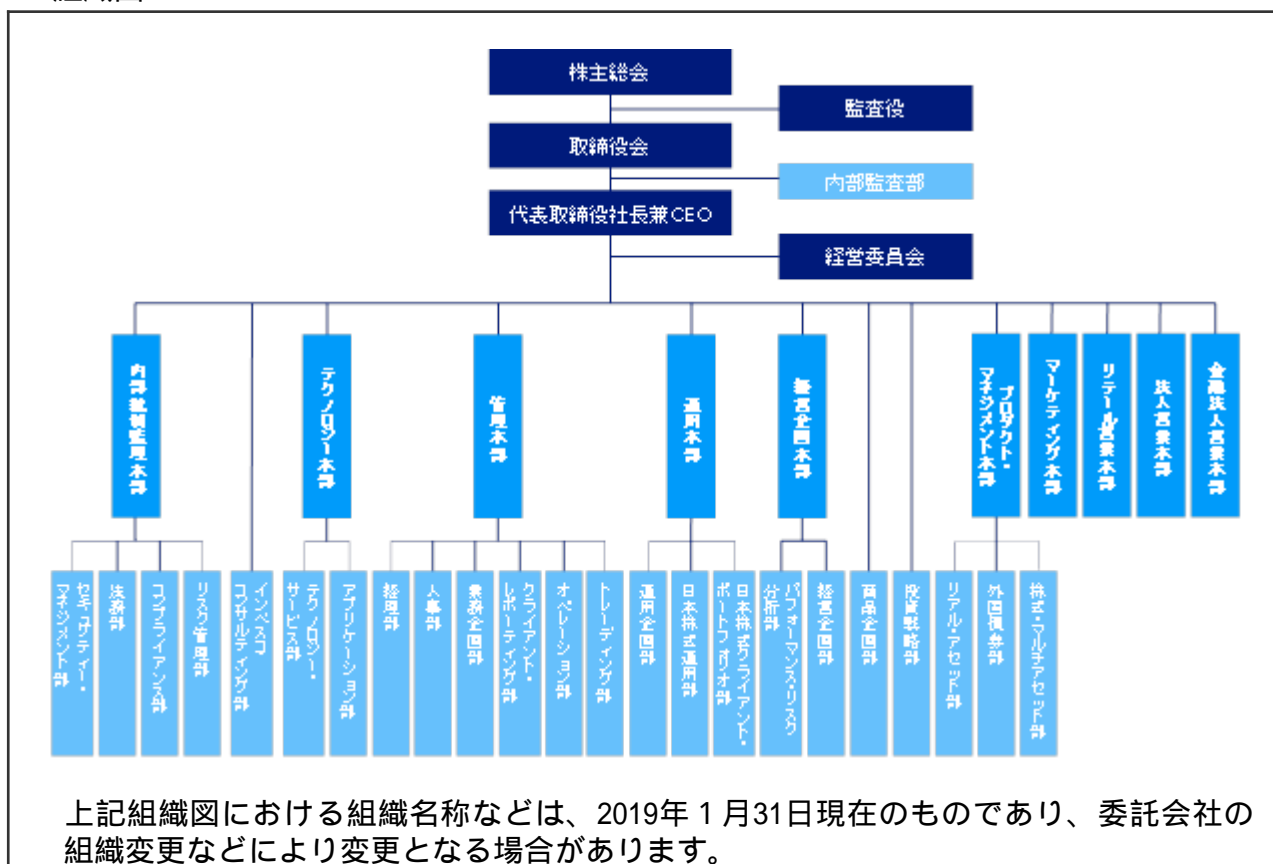 株主総会
監査役
取締役会
内部監査部
代表取締役社長兼CEO
経営委員会
内部統制監理本部
テクノロジー本部
管理本部
運用本部
経営企画本部
プロダクト・
マネジメント本部
マーケティング本部
リテール営業本部
法人営業本部
金融法人営業本部
セキュリティー・
マネジメント部
法務部
コンプライアンス部
リスク管理部
インベスコ
コンサルティング部
テクノロジー・
サービス部
アプリケーション部
経理部
人事部
業務企画部
クライアント・
レポーティング部
オペレーション部
トレーディング部
運用企画部
日本株式運用部
日本株式クライアント・
ポートフォリオ部
パフォーマンス・リスク
分析部
経営企画部
商品企画部
投資戦略部
リアル・アセット部
外国債券部
株式・マルチアセット部
上記組織図における組織名称などは、2019年1月31日現在のものであり、委託会社の
組織変更などにより変更となる場合があります。